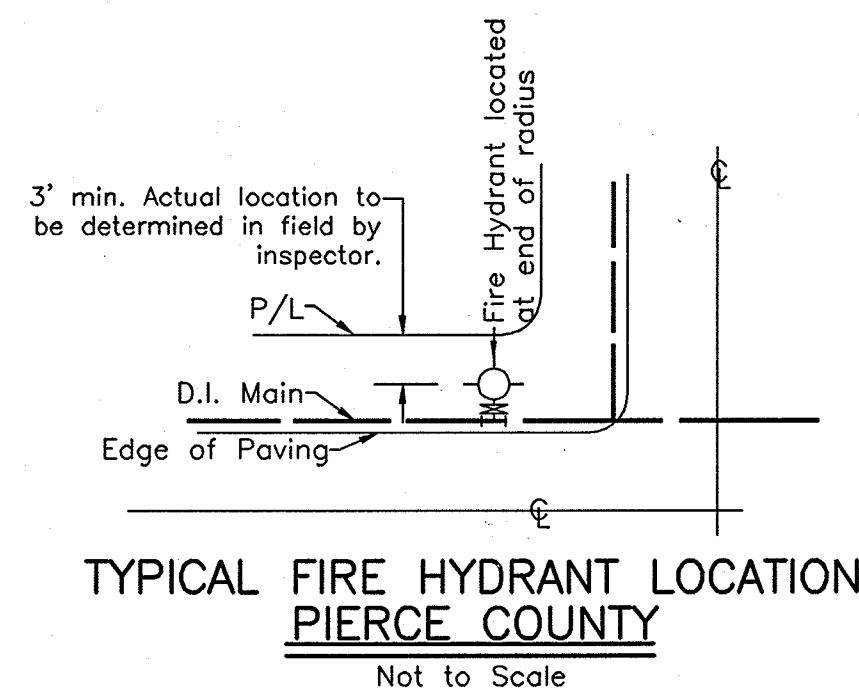 Fire Hydrant located
at end of radius
3' min. Actual location to
be determined in field by
inspector.
P/L
D.I. Main
Edge of Paving
℄
℄
TYPICAL FIRE HYDRANT LOCATION
PIERCE COUNTY
Not to Scale